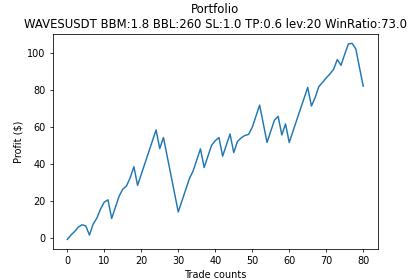 Portfolio
WAVESUSDT BBM:1.8 BBL:260 SL:1.0 TP:0.6 lev:20 WinRatio:73.0
Profit ($)
100
80
60
40
20
0
0 10 20 30 40 50 60 70 80
Trade counts